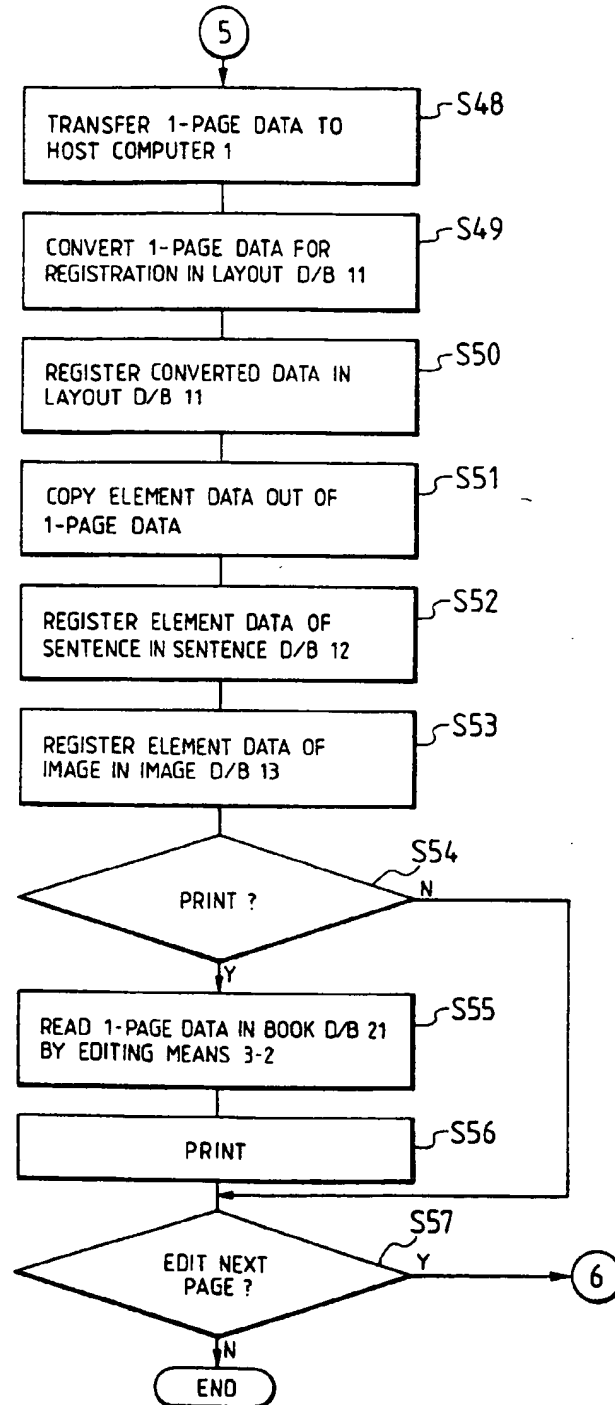 5
TRANSFER 1-PAGE DATA TO
HOST COMPUTER 1
S48
CONVERT 1-PAGE DATA FOR
REGISTRATION IN LAYOUT D/B 11
S49
REGISTER CONVERTED DATA IN
LAYOUT D/B 11
S50
COPY ELEMENT DATA OUT OF
1-PAGE DATA
S51
REGISTER ELEMENT DATA OF
SENTENCE IN SENTENCE D/B 12
S52
REGISTER ELEMENT DATA OF
IMAGE IN IMAGE D/B 13
S53
S54
PRINT ?
N
Y
READ 1-PAGE DATA IN BOOK D/B 21
BY EDITING MEANS 3-2
S55
PRINT
S56
S57
EDIT NEXT
PAGE ?
Y
6
N
END